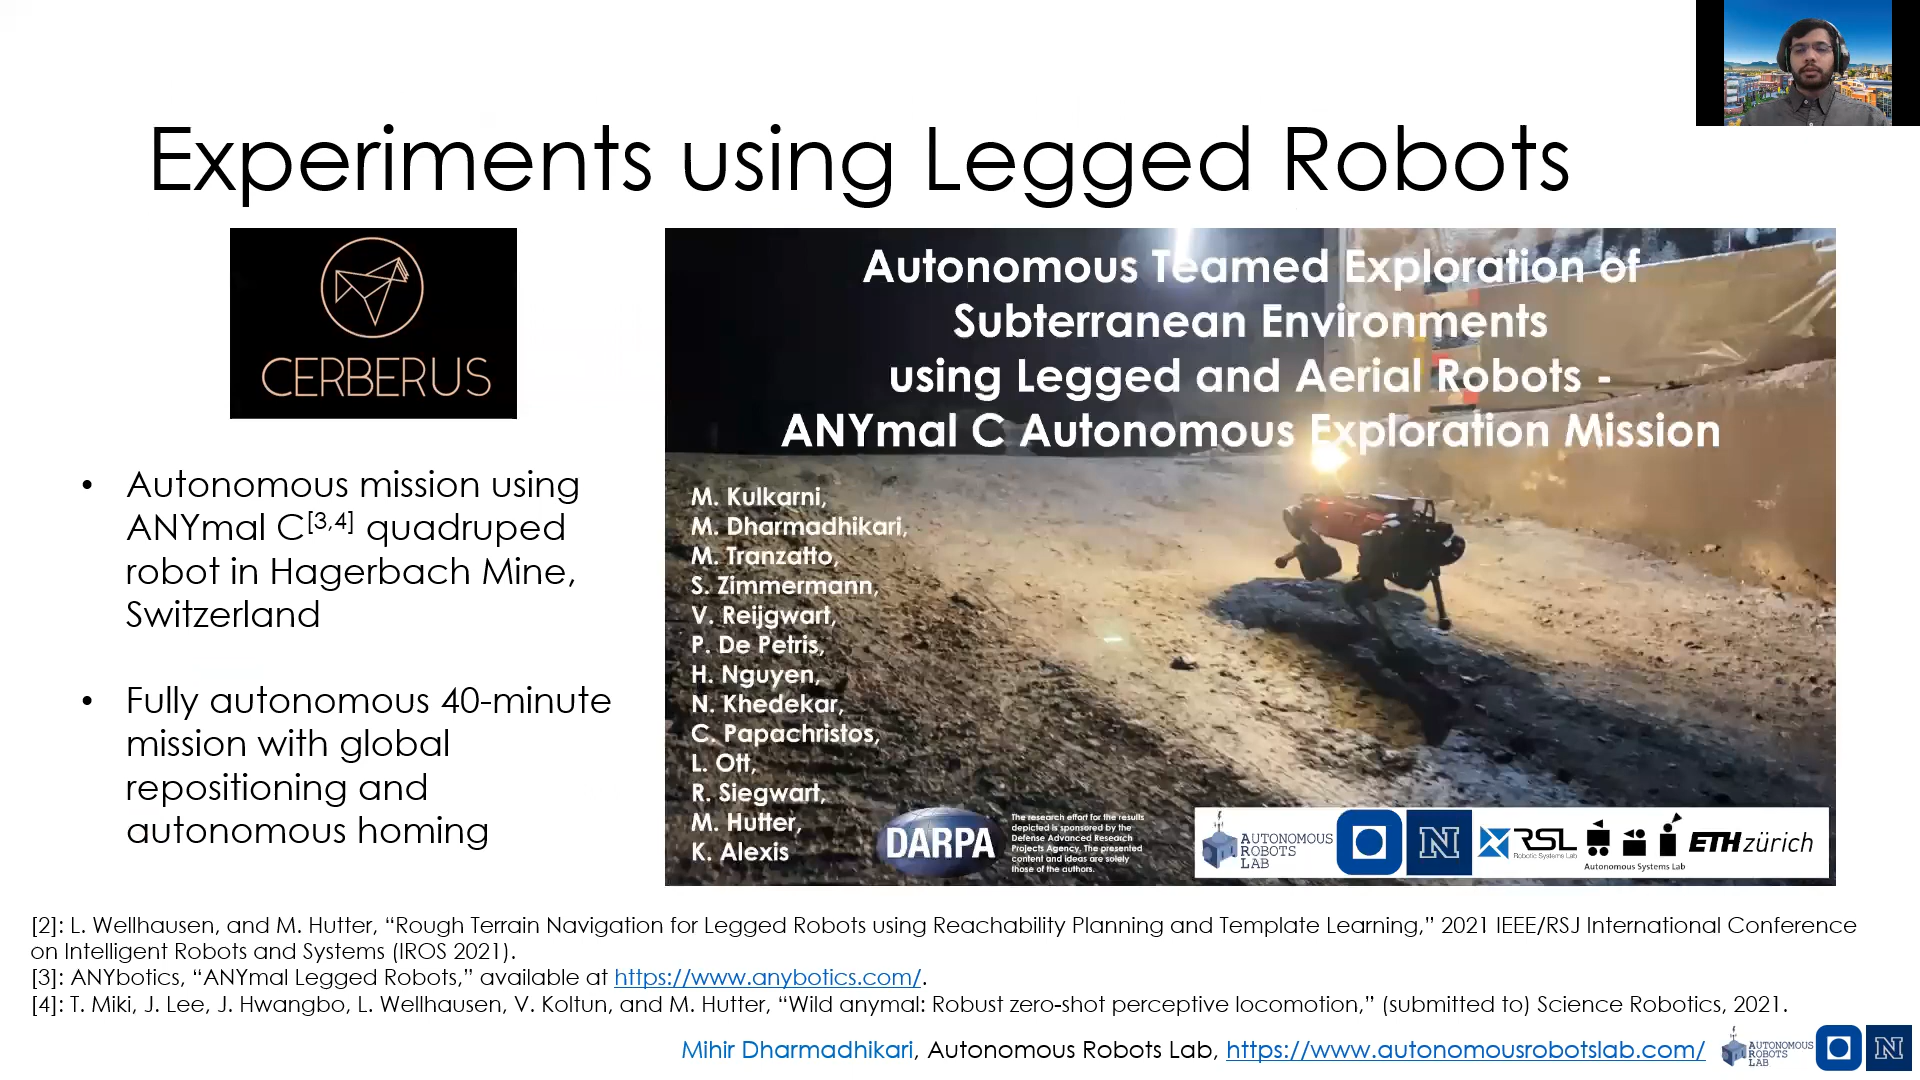 Experiments using Legged Robots
CERBERUS
• Autonomous mission using
ANYmal C[3,4] quadruped
robot in Hagerbach Mine,
Switzerland
• Fully autonomous 40-minute
mission with global
repositioning and
autonomous homing
Autonomous Teamed Exploration of
Subterranean Environments
using Legged and Aerial Robots -
ANYmal C Autonomous Exploration Mission
M. Kulkarni,
M. Dharmadhikari,
M. Tranzatto,
S. Zimmermann,
V. Reijgwart,
P. De Petris,
H. Nguyen,
N. Khedekar,
C. Papachristos,
L. Ott,
R. Siegwart,
M. Hutter,
K. Alexis
DARPA
The research effort for the results
depicted is sponsored by the
Defense Advanced Research
Projects Agency. The presented
content and ideas are solely
those of the authors.
AUTONOMOUS
ROBOTS
LAB
N
RSL
Robotic Systems Lab
Autonomous Systems Lab
ETH zürich
[2]: L. Wellhausen, and M. Hutter, “Rough Terrain Navigation for Legged Robots using Reachability Planning and Template Learning,” 2021 IEEE/RSJ International Conference
on Intelligent Robots and Systems (IROS 2021).
[3]: ANYbotics, “ANYmal Legged Robots,” available at https://www.anybotics.com/.
[4]: T. Miki, J. Lee, J. Hwangbo, L. Wellhausen, V. Koltun, and M. Hutter, “Wild anymal: Robust zero-shot perceptive locomotion,” (submitted to) Science Robotics, 2021.
Mihir Dharmadhikari, Autonomous Robots Lab, https://www.autonomousrobotslab.com/
AUTONOMOUS
ROBOTS
LAB
N